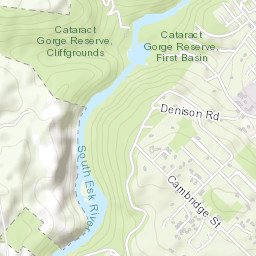 Cataract
Gorge Reserve,
Cliffgrounds
Cataract
Gorge Reserve,
First Basin
Denison Rd
South Esk River
Cambridge St